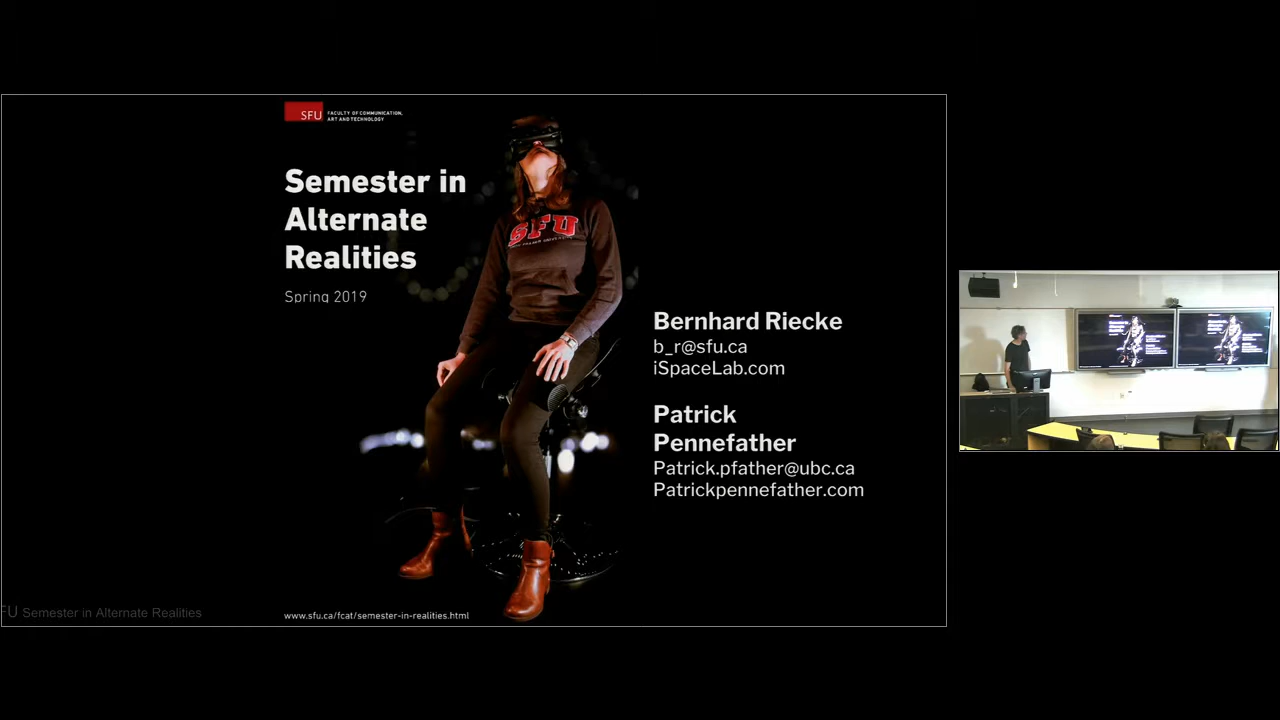 SFU FACULTY OF COMMUNICATION,
ART AND TECHNOLOGY
Semester in
Alternate
Realities
Spring 2019
SFU
Bernhard Riecke
b_r@sfu.ca
iSpaceLab.com
Patrick
Pennefather
Patrick.pfather@ubc.ca
Patrickpennefather.com
FU Semester in Alternate Realities
www.sfu.ca/fcat/semester-in-realities.html